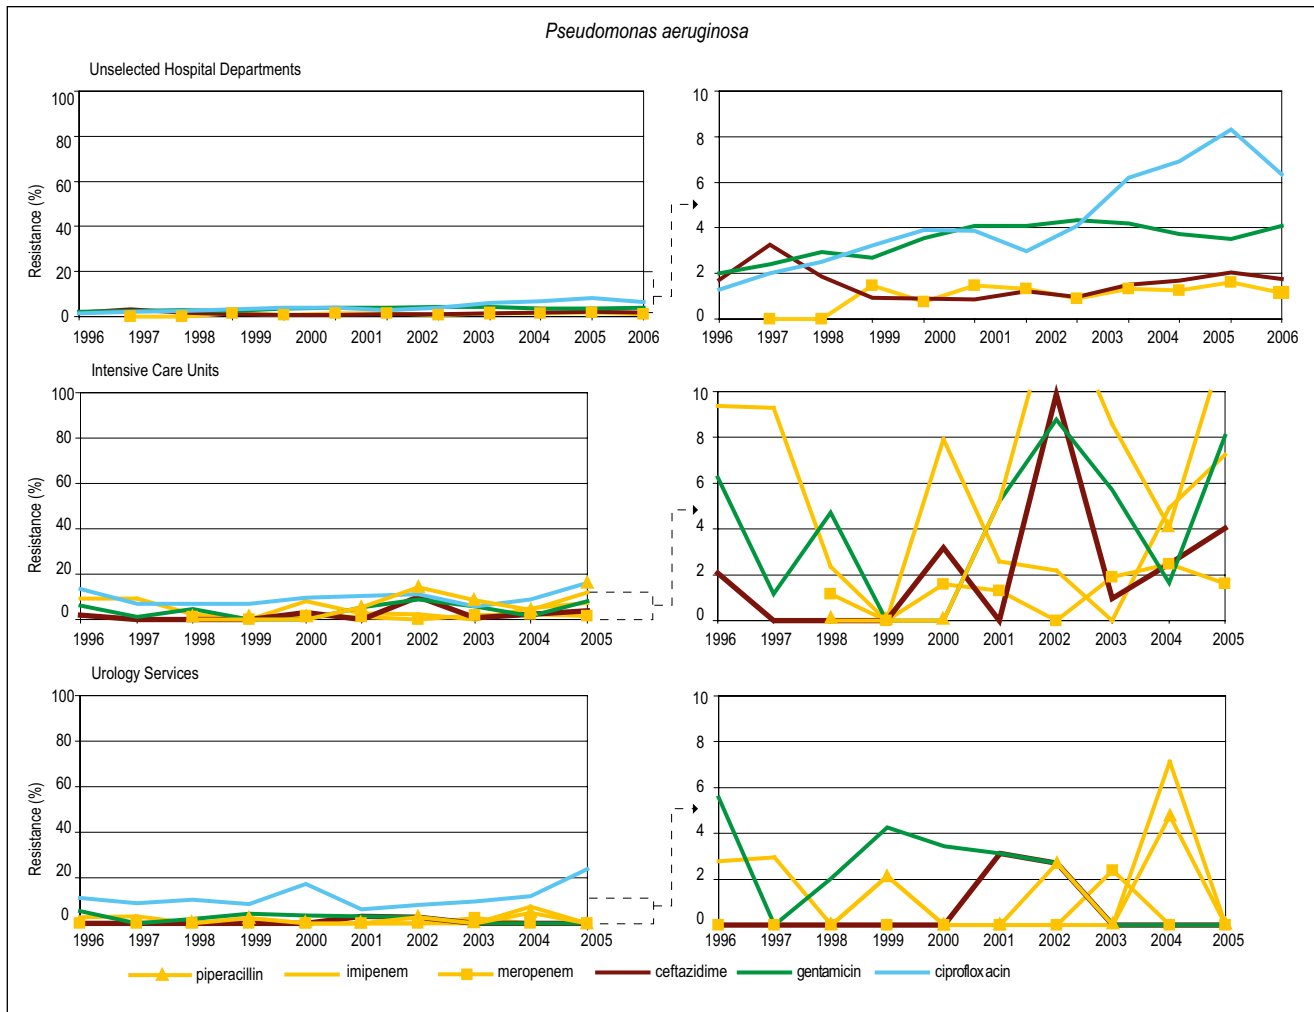 Pseudomonas aeruginosa
Unselected Hospital Departments
Resistance (%)
100
80
60
40
20
0
1996 1997 1998 1999 2000 2001 2002 2003 2004 2005 2006
10
8
6
4
2
0
1996 1997 1998 1999 2000 2001 2002 2003 2004 2005 2006
Intensive Care Units
Resistance (%)
100
80
60
40
20
0
1996 1997 1998 1999 2000 2001 2002 2003 2004 2005
10
8
6
4
2
0
1996 1997 1998 1999 2000 2001 2002 2003 2004 2005
Urology Services
Resistance (%)
100
80
60
40
20
0
1996 1997 1998 1999 2000 2001 2002 2003 2004 2005
10
8
6
4
2
0
1996 1997 1998 1999 2000 2001 2002 2003 2004 2005
piperacillin imipenem meropenem ceftazidime gentamicin ciprofloxacin